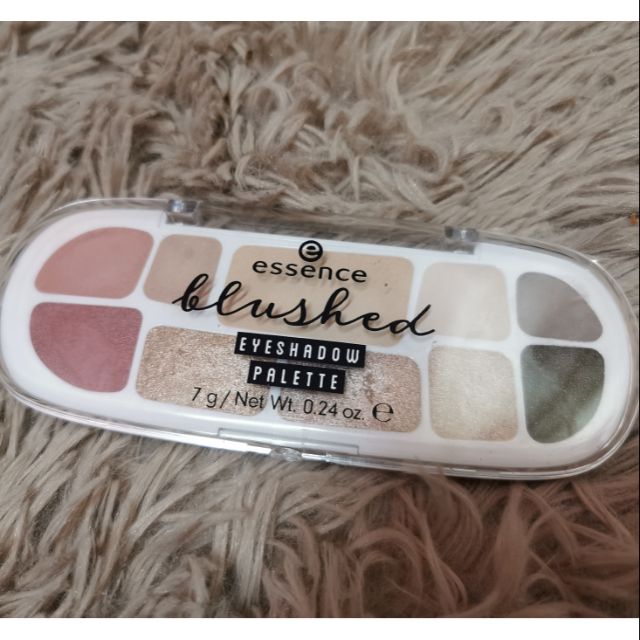 e
essence
blushed
EYESHADOW
PALETTE
7 g / Net Wt. 0.24 oz. ℮